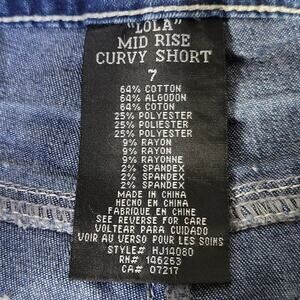 "LOLA"
MID RISE
CURVY SHORT
7
64% COTTON
64% ALGODON
64% COTON
25% POLYESTER
25% POLIESTER
25% POLYESTER
9% RAYON
9% RAYON
9% RAYONNE
2% SPANDEX
2% SPANDEX
2% SPANDEX
MADE IN CHINA
HECHO EN CHINA
FABRIQUE EN CHINE
SEE REVERSE FOR CARE
VOLTEAR PARA CUIDADO
VOIR AU VERSO POUR LES SOINS
STYLE# HJ14080
RN# 146263
CA# 07217